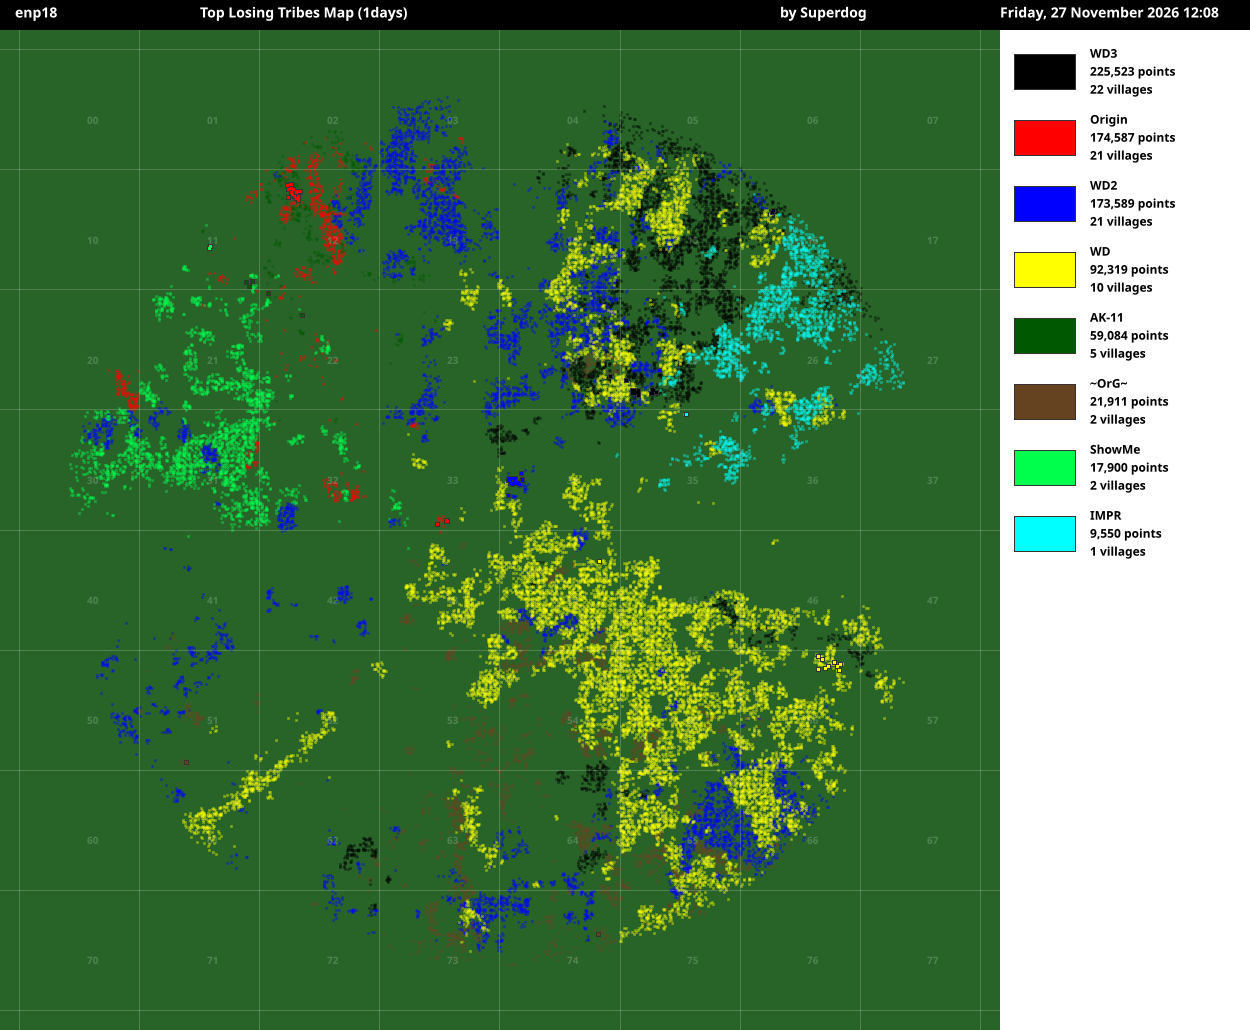 enp18 Top Losing Tribes Map (1days) by Superdog Friday, 27 November 2026 12:08
WD3
225,523 points
22 villages
Origin
174,587 points
21 villages
WD2
173,589 points
21 villages
WD
92,319 points
10 villages
AK-11
59,084 points
5 villages
~OrG~
21,911 points
2 villages
ShowMe
17,900 points
2 villages
IMPR
9,550 points
1 villages
00 01 02 03 04 05 06 07
10 11 12 17
20 21 22 23 26 27
30 33 35 36 37
40 41 42 43 45 46 47
50 51 53 54 57
60 63 64 67
70 71 72 73 74 75 76 77